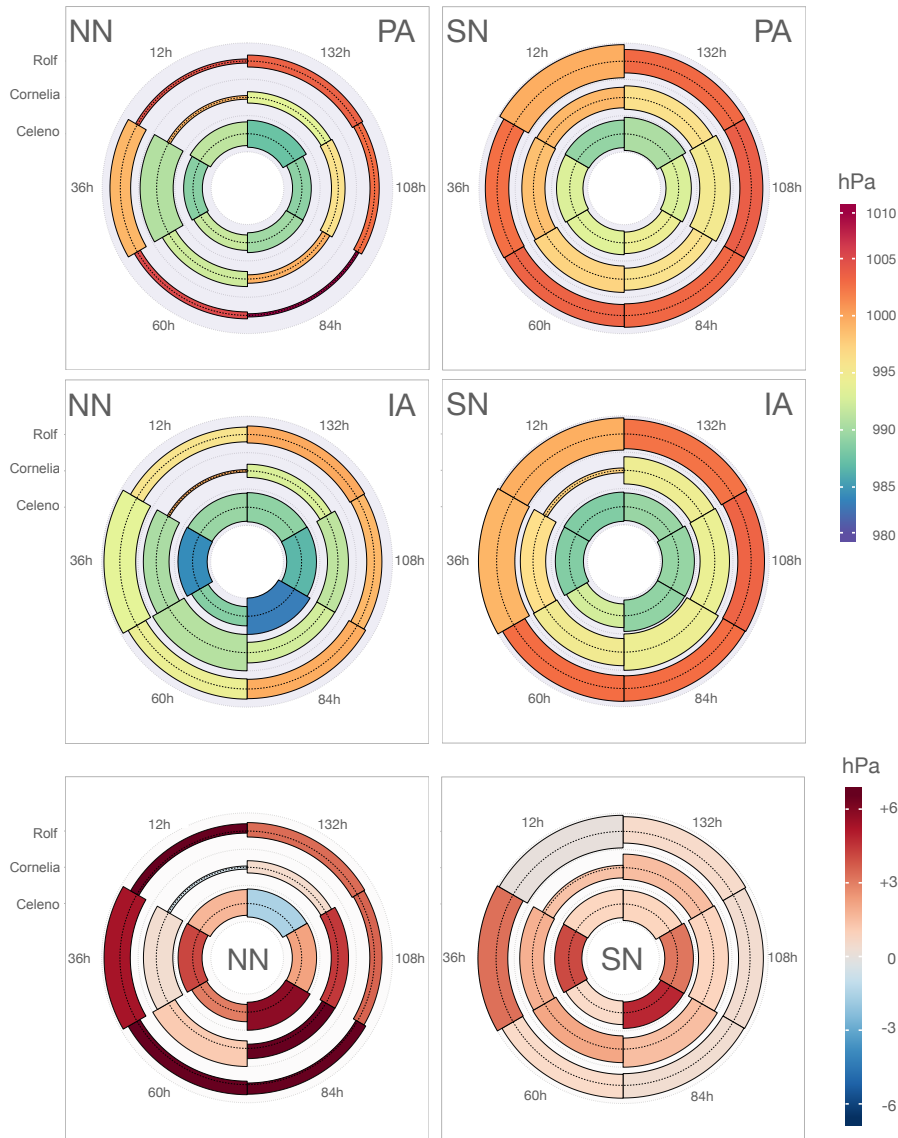 NN PA
12h 132h
Rolf
Cornelia
Celeno
36h 108h
60h 84h
SN PA
12h 132h
36h 108h
60h 84h
hPa
1010
1005
1000
995
990
985
980
NN IA
12h 132h
Rolf
Cornelia
Celeno
36h 108h
60h 84h
SN IA
12h 132h
36h 108h
60h 84h
12h 132h
Rolf
Cornelia
Celeno
NN
36h 108h
60h 84h
12h 132h
SN
36h 108h
60h 84h
hPa
+6
+3
0
-3
-6